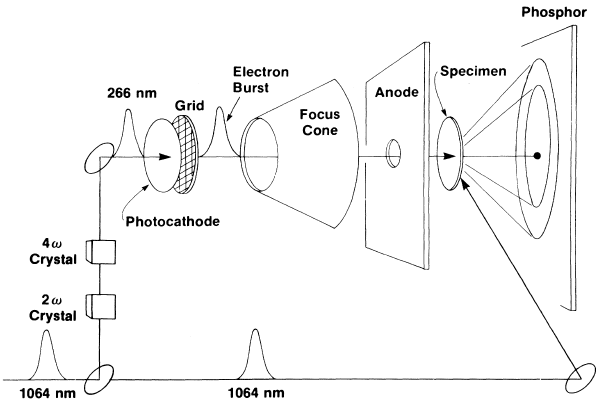 Phosphor
Electron
Burst
Specimen
266 nm
Grid
Anode
Focus
Cone
Photocathode
4ω
Crystal
2ω
Crystal
1064 nm
1064 nm